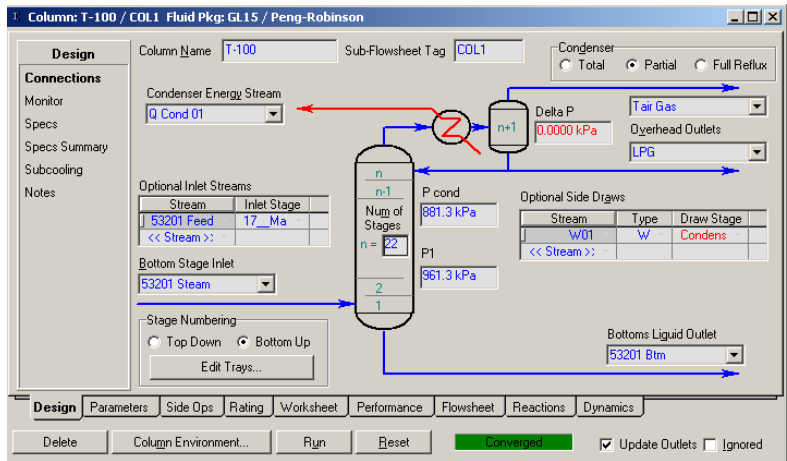 Column: T-100 / COL1 Fluid Pkg: GL15 / Peng-Robinson
Design
Connections
Monitor
Specs
Specs Summary
Subcooling
Notes
Column Name T-100
Sub-Flowsheet Tag COL1
Condenser
Total Partial Full Reflux
Condenser Energy Stream
Q Cond 01
Delta P
0.0000 kPa
n+1
Tair Gas
Overhead Outlets
LPG
Optional Inlet Streams
Stream Inlet Stage
53201 Feed 17__Ma
<< Stream >>
Bottom Stage Inlet
53201 Steam
n
n-1
Num of
Stages
n = 22
2
1
P cond
881.3 kPa
P1
961.3 kPa
Optional Side Draws
Stream Type Draw Stage
W01 W Condens
<< Stream >>
Stage Numbering
Top Down Bottom Up
Edit Trays...
Bottoms Liquid Outlet
53201 Btm
Design Parameters Side Ops Rating Worksheet Performance Flowsheet Reactions Dynamics
Delete Column Environment... Run Reset Converged Update Outlets Ignored